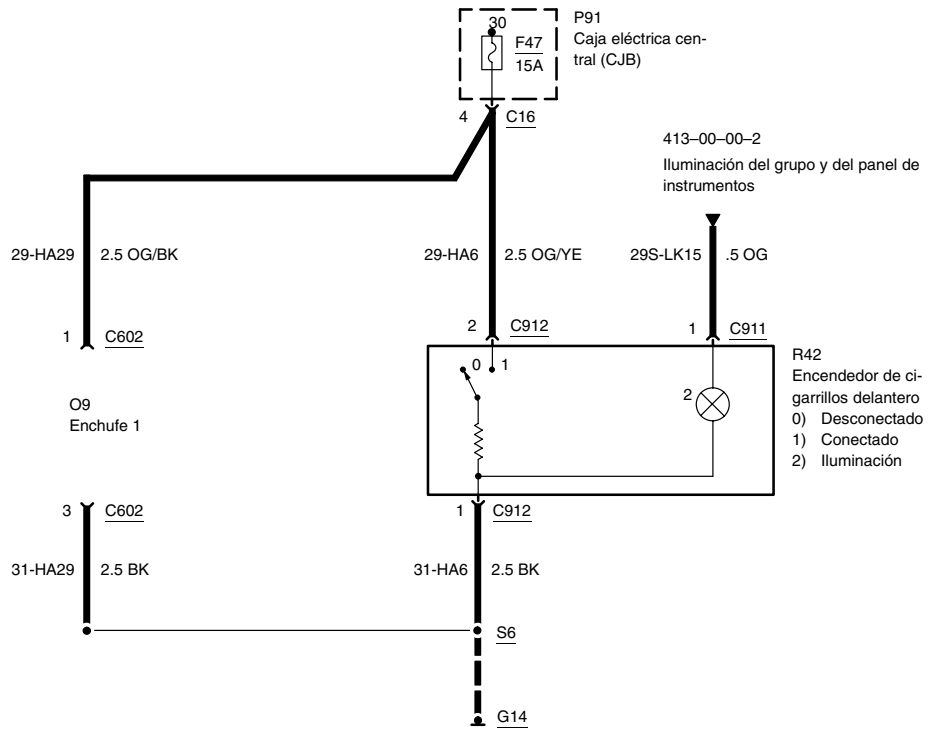 30
F47
15A
P91
Caja eléctrica cen-
tral (CJB)
4
C16
413–00–00–2
Iluminación del grupo y del panel de
instrumentos
29-HA29
2.5 OG/BK
29-HA6
2.5 OG/YE
29S-LK15
.5 OG
1
C602
2
C912
1
C911
0
1
2
R42
Encendedor de ci-
garrillos delantero
0) Desconectado
1) Conectado
2) Iluminación
O9
Enchufe 1
3
C602
1
C912
31-HA29
2.5 BK
31-HA6
2.5 BK
S6
G14